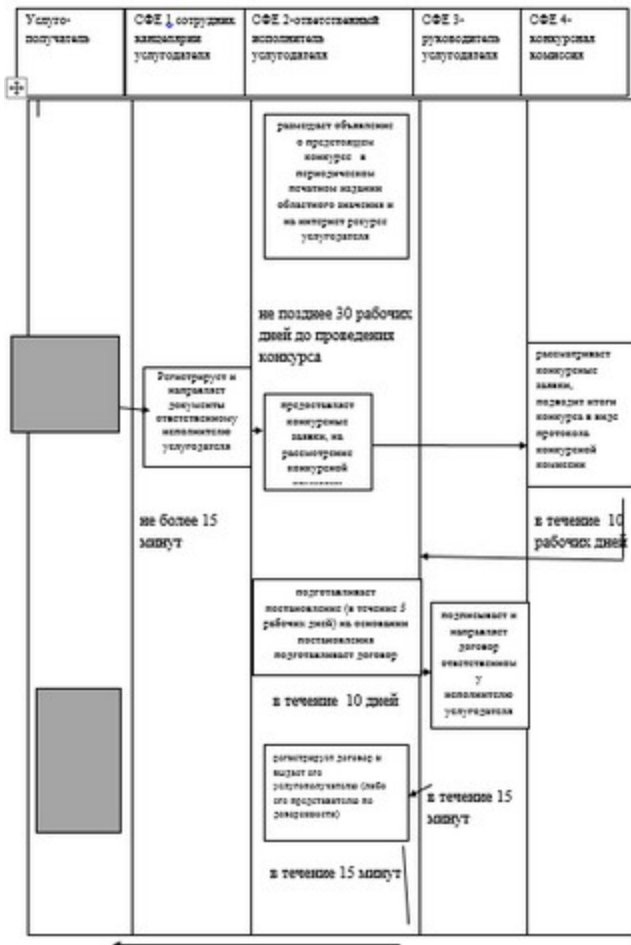 Услуго-
получатель
СФЕ 1 сотрудник
канцелярии
услугодателя
СФЕ 2-ответственный
исполнитель
услугодателя
СФЕ 3-
руководитель
услугодателя
СФЕ 4-
конкурсная
комиссия
размещает объявление
о предстоящем
конкурсе в
периодическом
печатном издании
областного значения и
на интернет ресурсе
услугодателя
не позднее 30 рабочих
дней до проведения
конкурса
Регистрирует и
направляет
документы
ответственному
исполнителю
услугодателя
предоставляет
конкурсные
заявки, на
рассмотрение
конкурсной
рассматривает
конкурсные
заявки,
подводит итоги
конкурса в виде
протокола
конкурсной
комиссии
не более 15
минут
в течение 10
рабочих дней
подготавливает
постановление (в течение 5
рабочих дней) на основании
постановления
подготавливает договор
подписывает и
направляет
договор
ответственном
у
исполнителю
услугодателя
в течение 10 дней
регистрирует договор и
выдает его
услугополучателю (либо
его представителю по
доверенности)
в течение 15
минут
в течение 15 минут